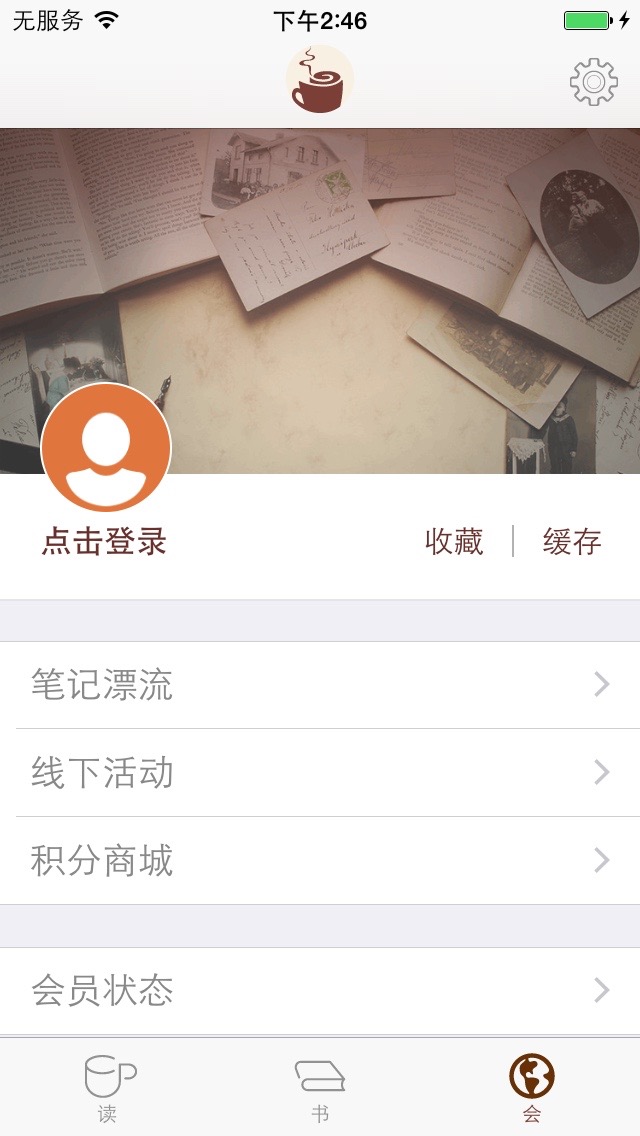 无服务 下午2:46
点击登录 收藏 缓存
笔记漂流
线下活动
积分商城
会员状态
读 书 会